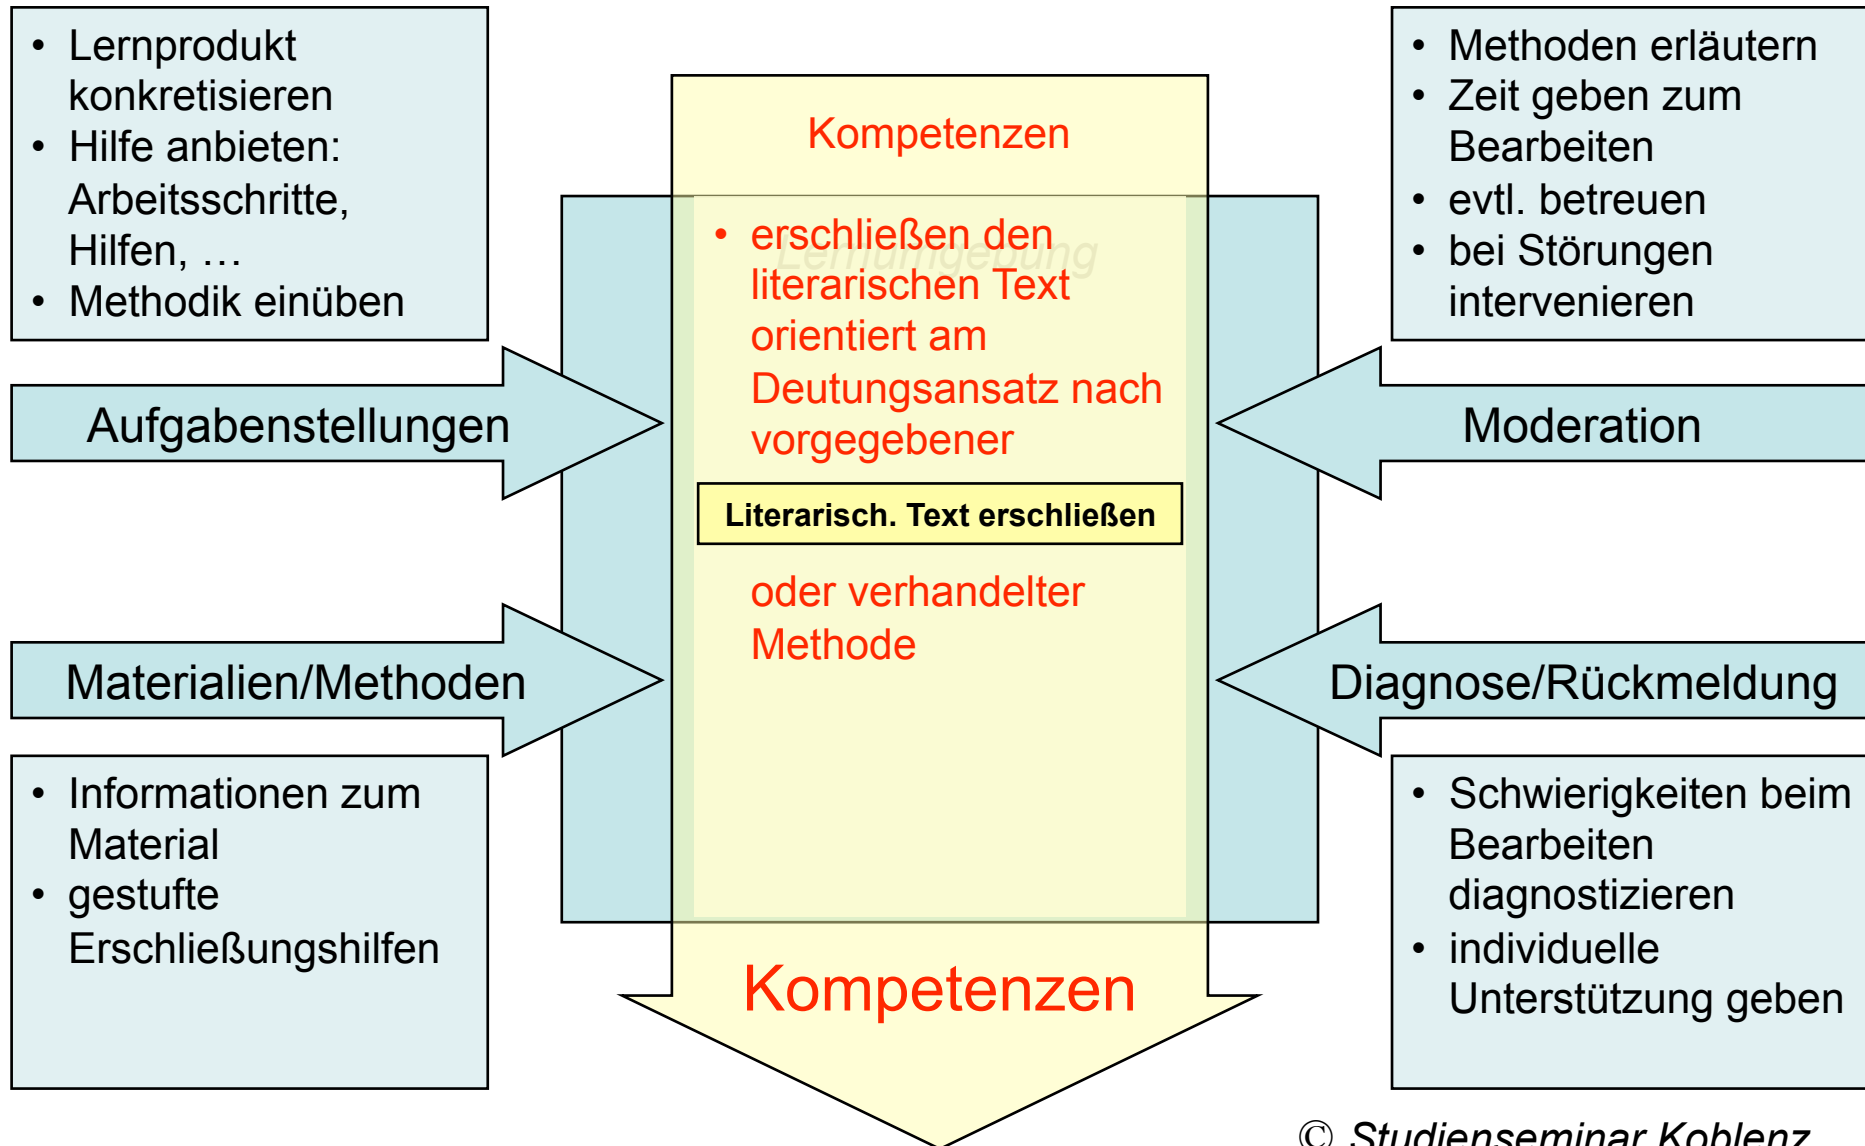 • Lernprodukt
konkretisieren
• Hilfe anbieten:
Arbeitsschritte,
Hilfen, …
• Methodik einüben
Aufgabenstellungen
Materialien/Methoden
• Informationen zum
Material
• gestufte
Erschließungshilfen
Kompetenzen
Lernumgebung
• erschließen den
literarischen Text
orientiert am
Deutungsansatz nach
vorgegebener
Literarisch. Text erschließen
oder verhandelter
Methode
Kompetenzen
• Methoden erläutern
• Zeit geben zum
Bearbeiten
• evtl. betreuen
• bei Störungen
intervenieren
Moderation
Diagnose/Rückmeldung
• Schwierigkeiten beim
Bearbeiten
diagnostizieren
• individuelle
Unterstützung geben
© Studienseminar Koblenz